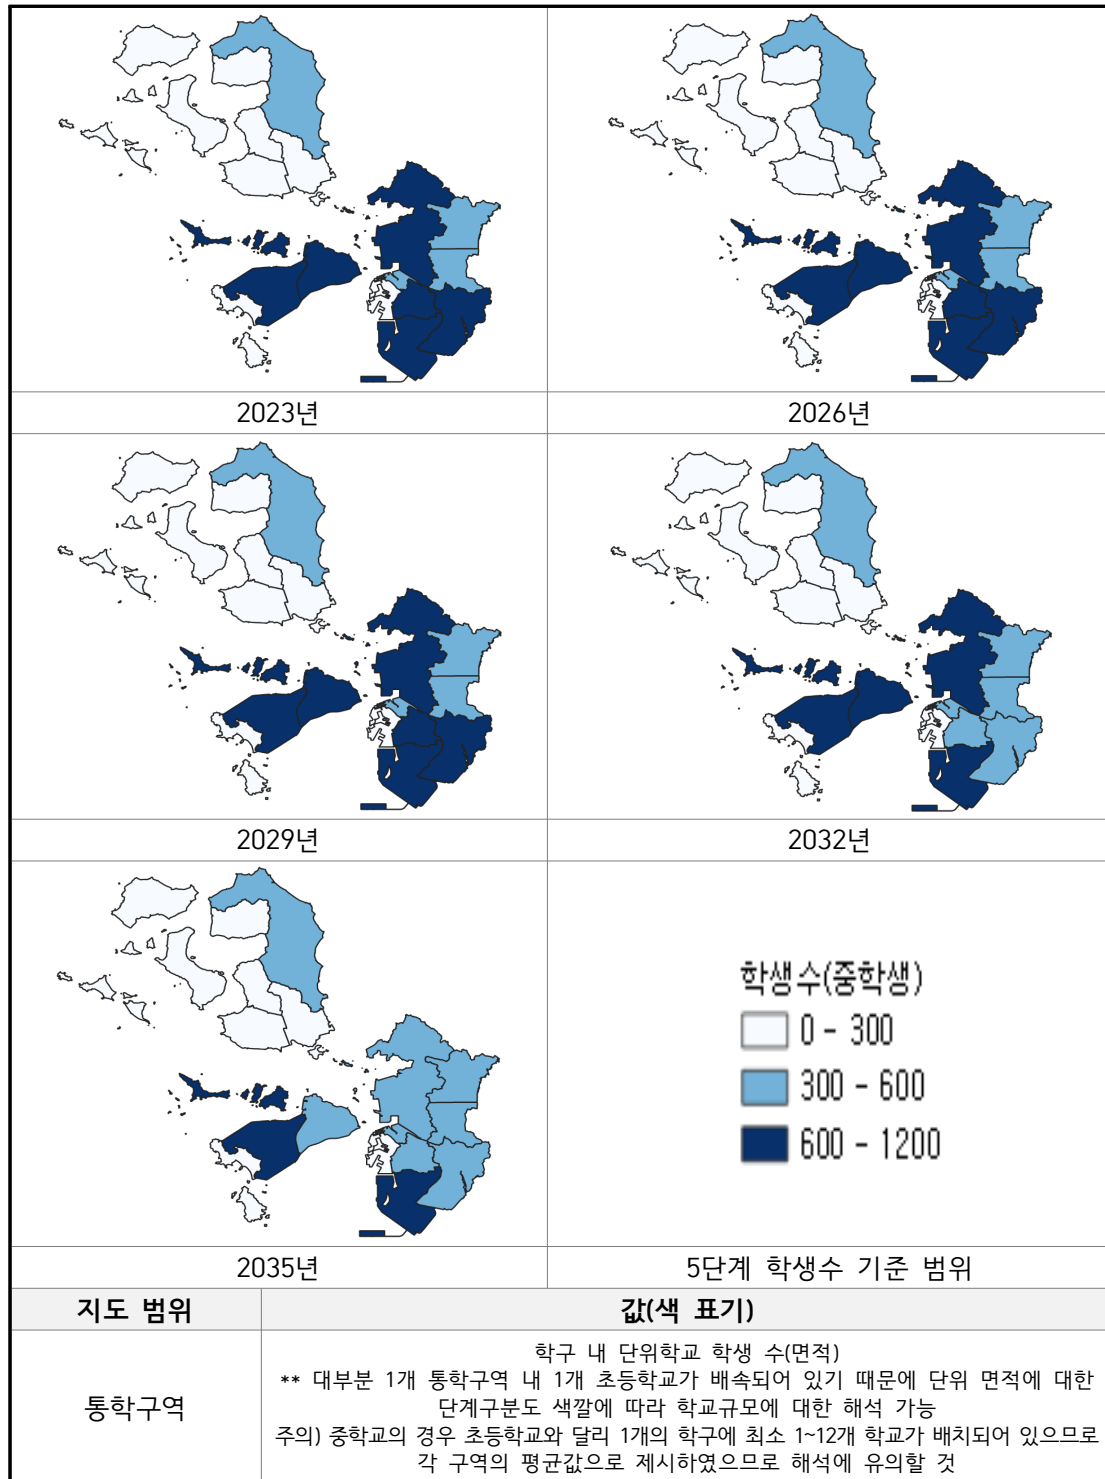 2023년
2026년
2029년
2032년
학생수(중학생)
0 - 300
300 - 600
600 - 1200
2035년
5단계 학생수 기준 범위
지도 범위
값(색 표기)
통학구역
학구 내 단위학교 학생 수(면적)
** 대부분 1개 통학구역 내 1개 초등학교가 배속되어 있기 때문에 단위 면적에 대한
단계구분도 색깔에 따라 학교규모에 대한 해석 가능
주의) 중학교의 경우 초등학교와 달리 1개의 학구에 최소 1~12개 학교가 배치되어 있으므로
각 구역의 평균값으로 제시하였으므로 해석에 유의할 것